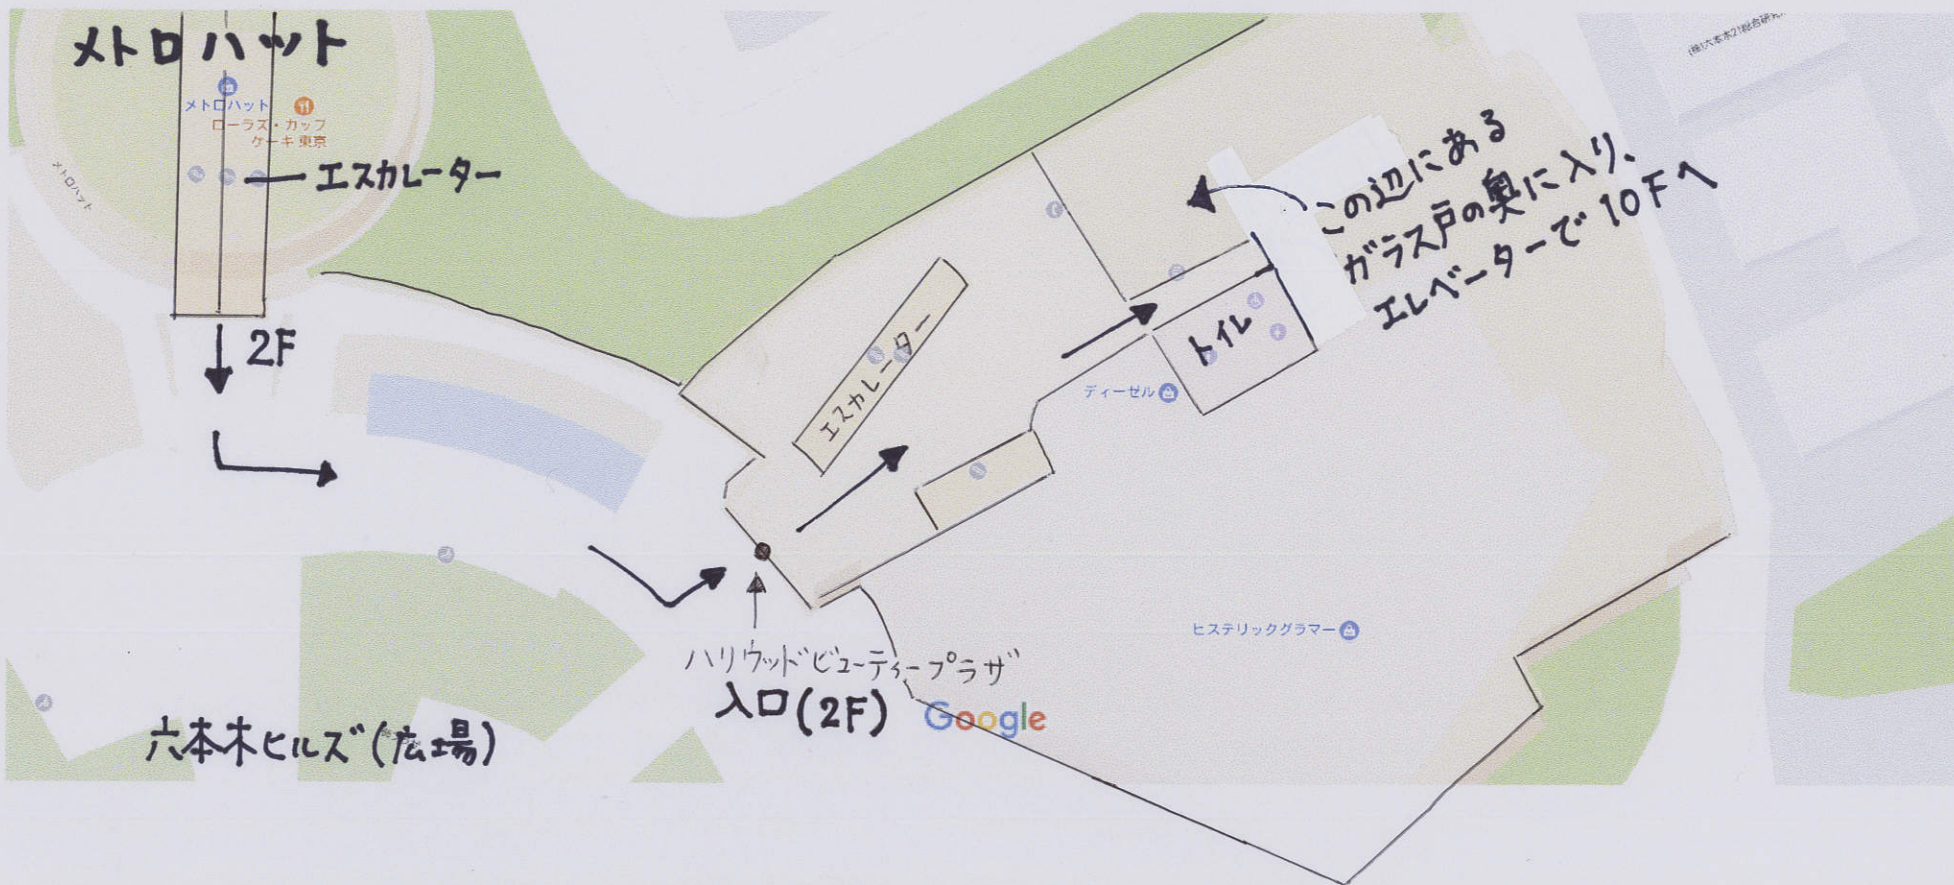 メトロハット
メトロハット
ローラズ・カップ
ケーキ 東京
メトロハット
エスカレーター
2F
エスカレーター
この辺にある
ガラス戸の奥に入り、
エレベーターで10Fへ
トイレ
ディーゼル
ヒステリックグラマー
ハリウッドビューティープラザ
入口(2F)
Google
六本木ヒルズ(広場)